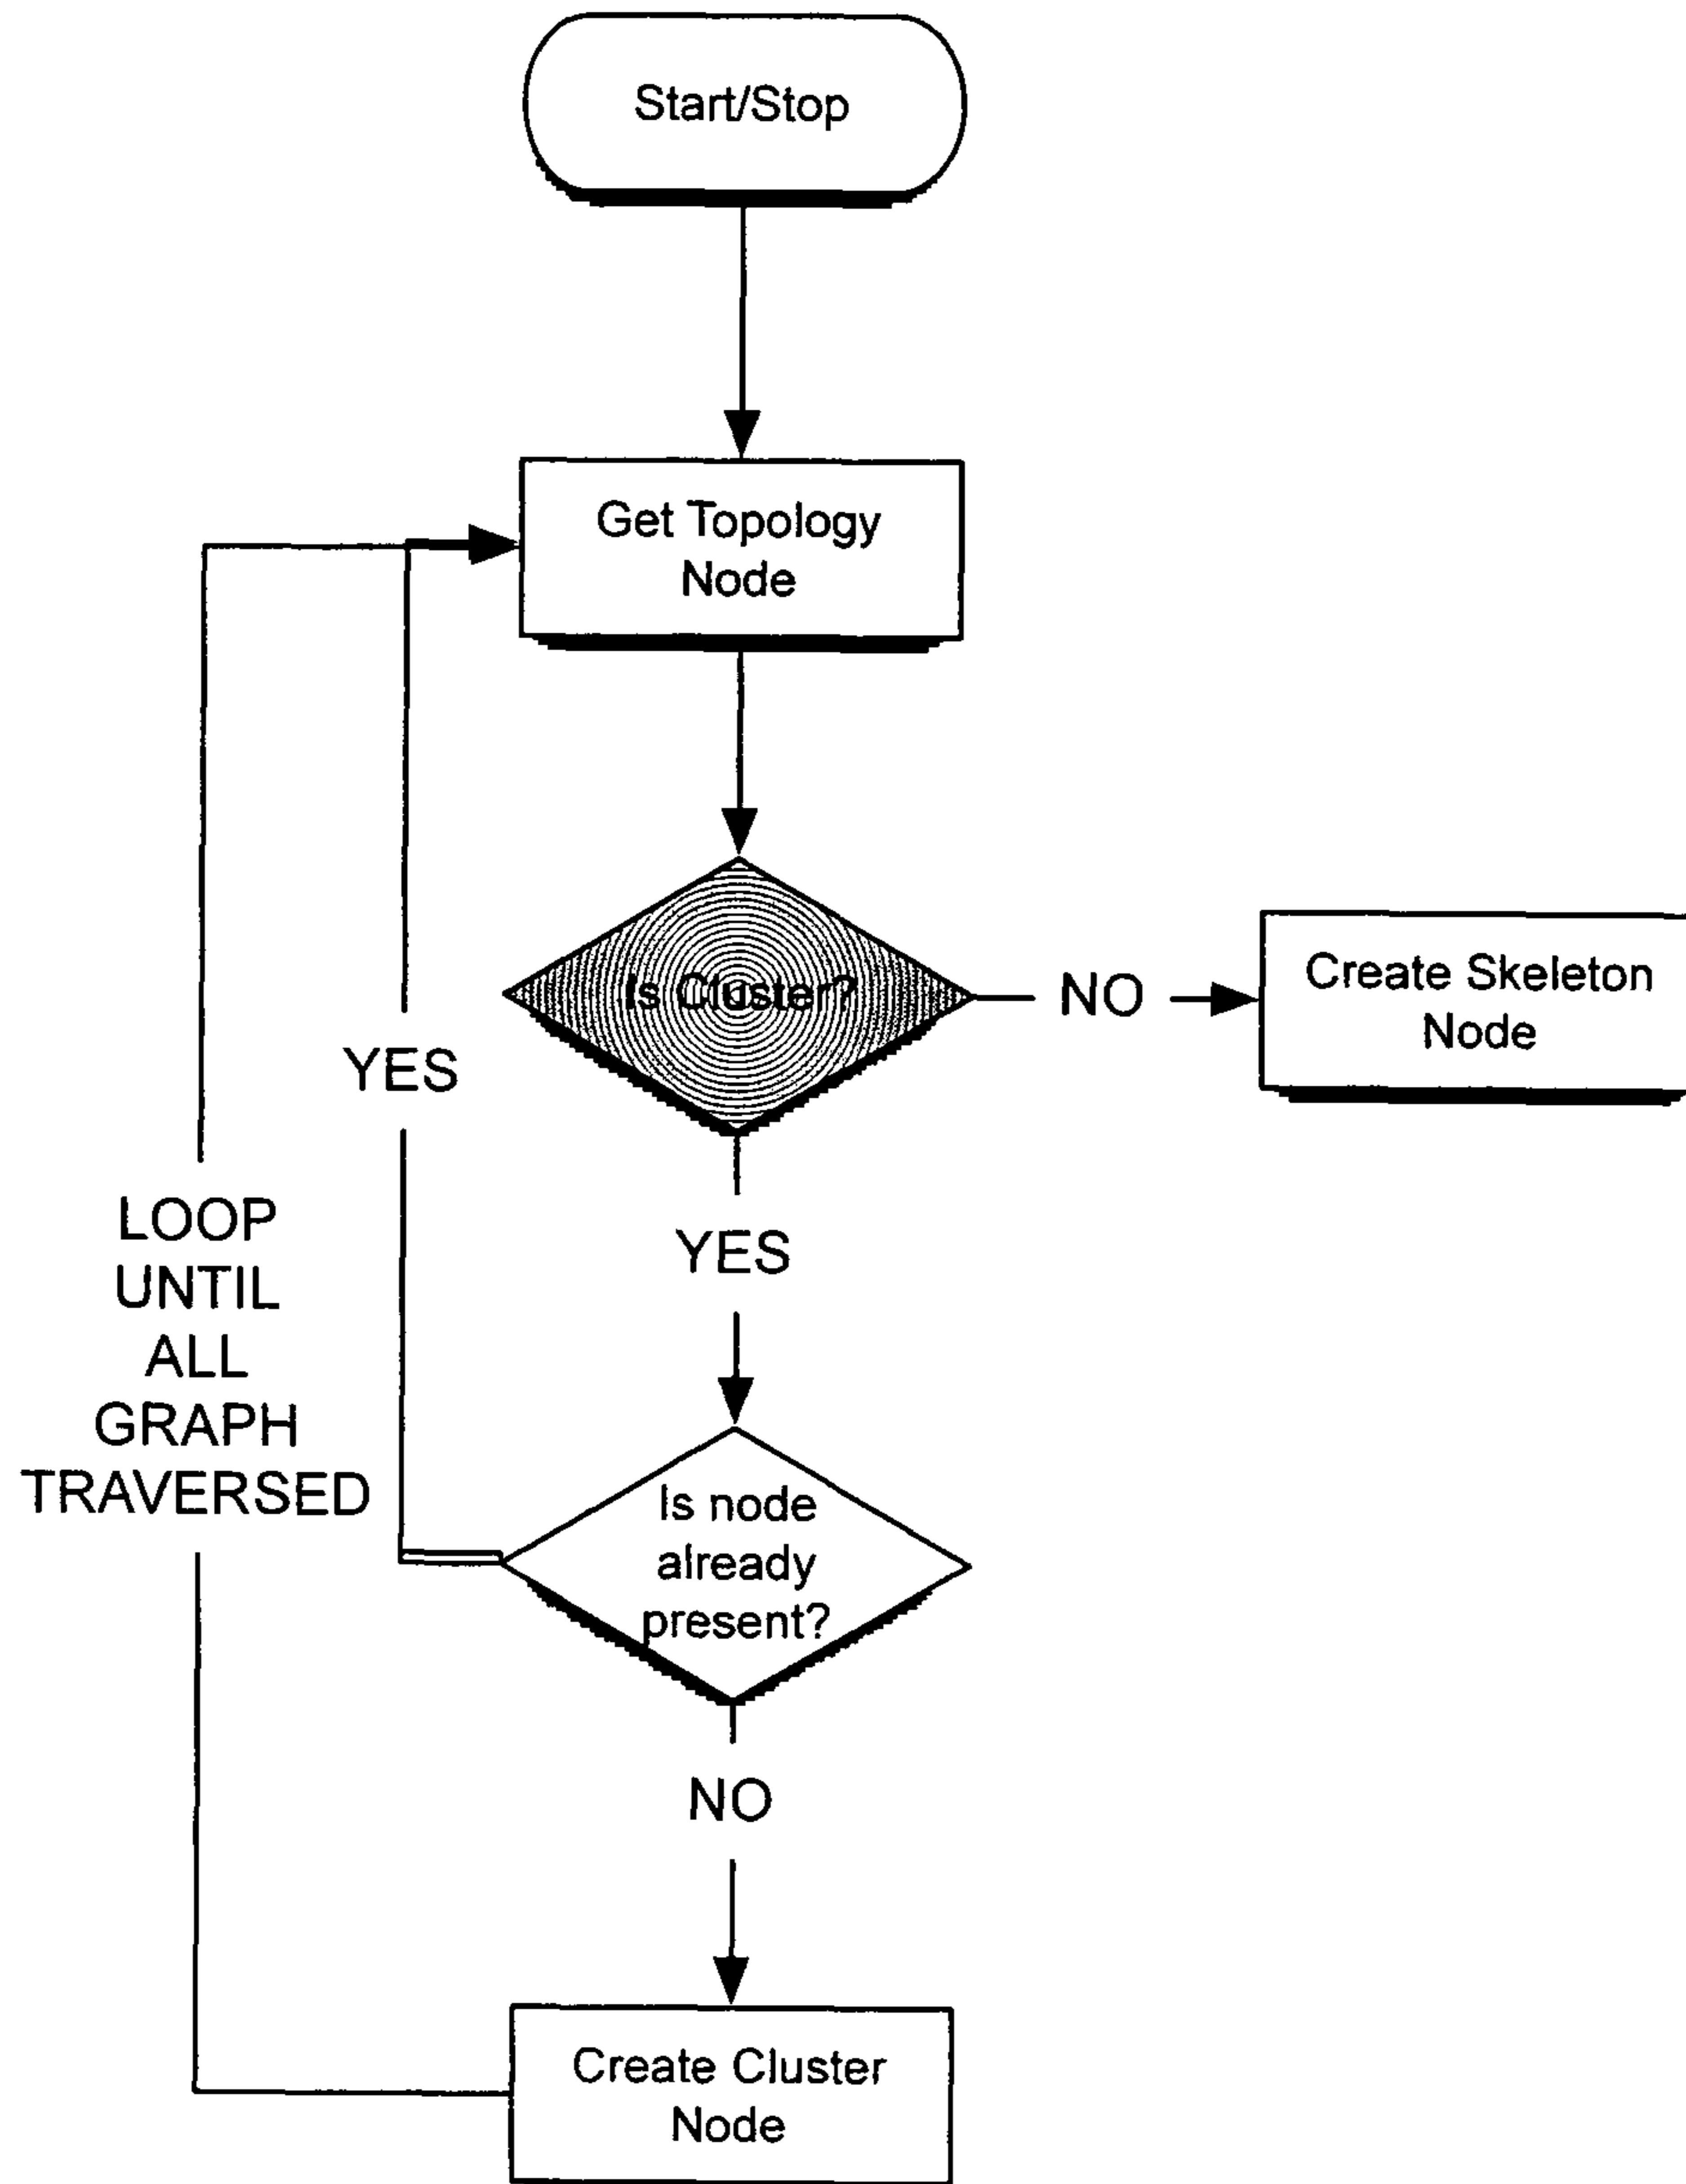 Start/Stop
Get Topology
Node
Is Cluster?
NO
Create Skeleton
Node
YES
YES
LOOP
UNTIL
ALL
GRAPH
TRAVERSED
Is node
already
present?
NO
Create Cluster
Node